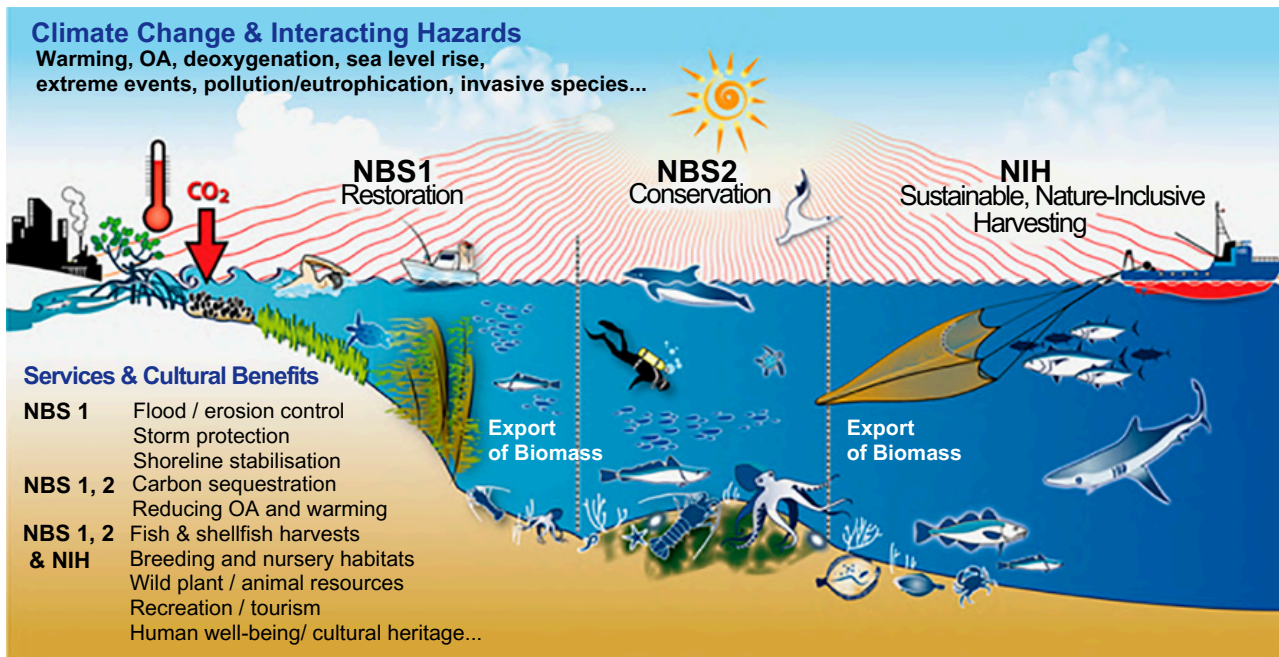 Climate Change & Interacting Hazards
Warming, OA, deoxygenation, sea level rise,
extreme events, pollution/eutrophication, invasive species...
CO2
NBS1
Restoration
NBS2
Conservation
NIH
Sustainable, Nature-Inclusive
Harvesting
Export
of Biomass
Export
of Biomass
Services & Cultural Benefits
NBS 1 Flood / erosion control
Storm protection
Shoreline stabilisation
NBS 1, 2 Carbon sequestration
Reducing OA and warming
NBS 1, 2 Fish & shellfish harvests
& NIH Breeding and nursery habitats
Wild plant / animal resources
Recreation / tourism
Human well-being/ cultural heritage...